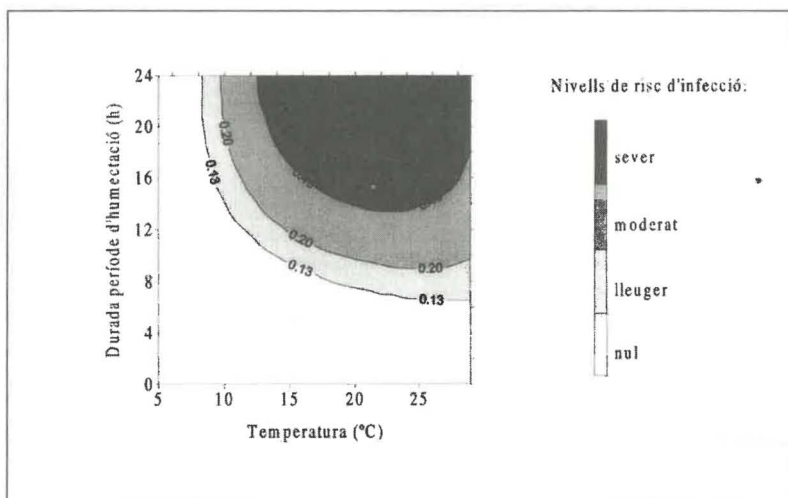 Durada període d'humectació (h)
24
20
16
12
8
4
0
5
10
15
20
25
Temperatura (°C)
0.20
0.13
0.20
0.13
0.20
0.13
Nivells de risc d'infecció:
sever
moderat
lleuger
nul